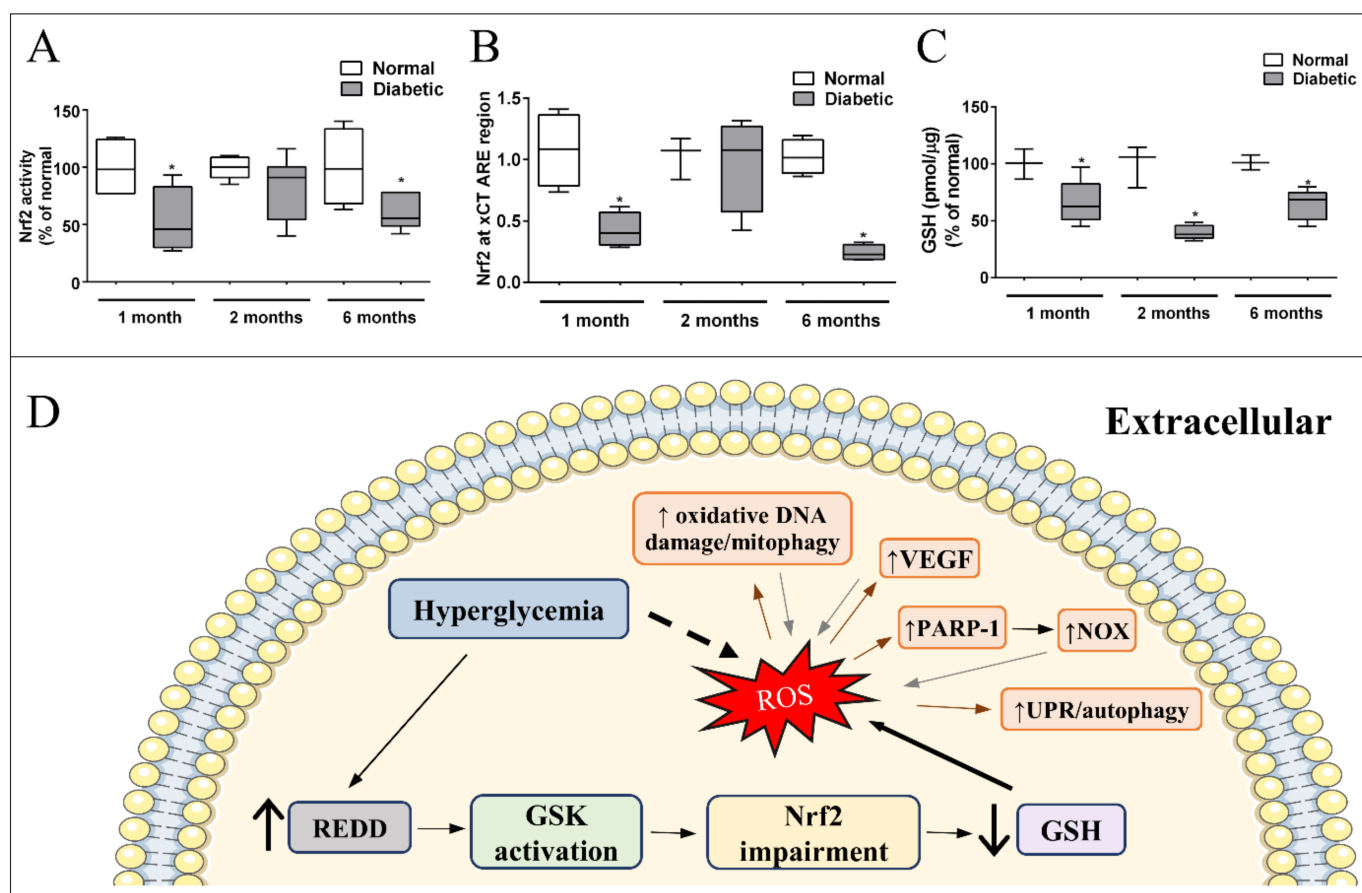 A
Normal
Diabetic
Nrf2 activity
(% of normal)
150
100
50
0
*
*
1 month
2 months
6 months
B
Normal
Diabetic
Nrf2 at xCT ARE region
1.5
1.0
0.5
0.0
*
*
1 month
2 months
6 months
C
Normal
Diabetic
GSH (pmol/µg)
(% of normal)
150
100
50
0
*
*
*
1 month
2 months
6 months
D
Extracellular
↑ oxidative DNA
damage/mitophagy
↑VEGF
Hyperglycemia
↑PARP-1
↑NOX
ROS
↑UPR/autophagy
↑
REDD
GSK
activation
Nrf2
impairment
↓
GSH